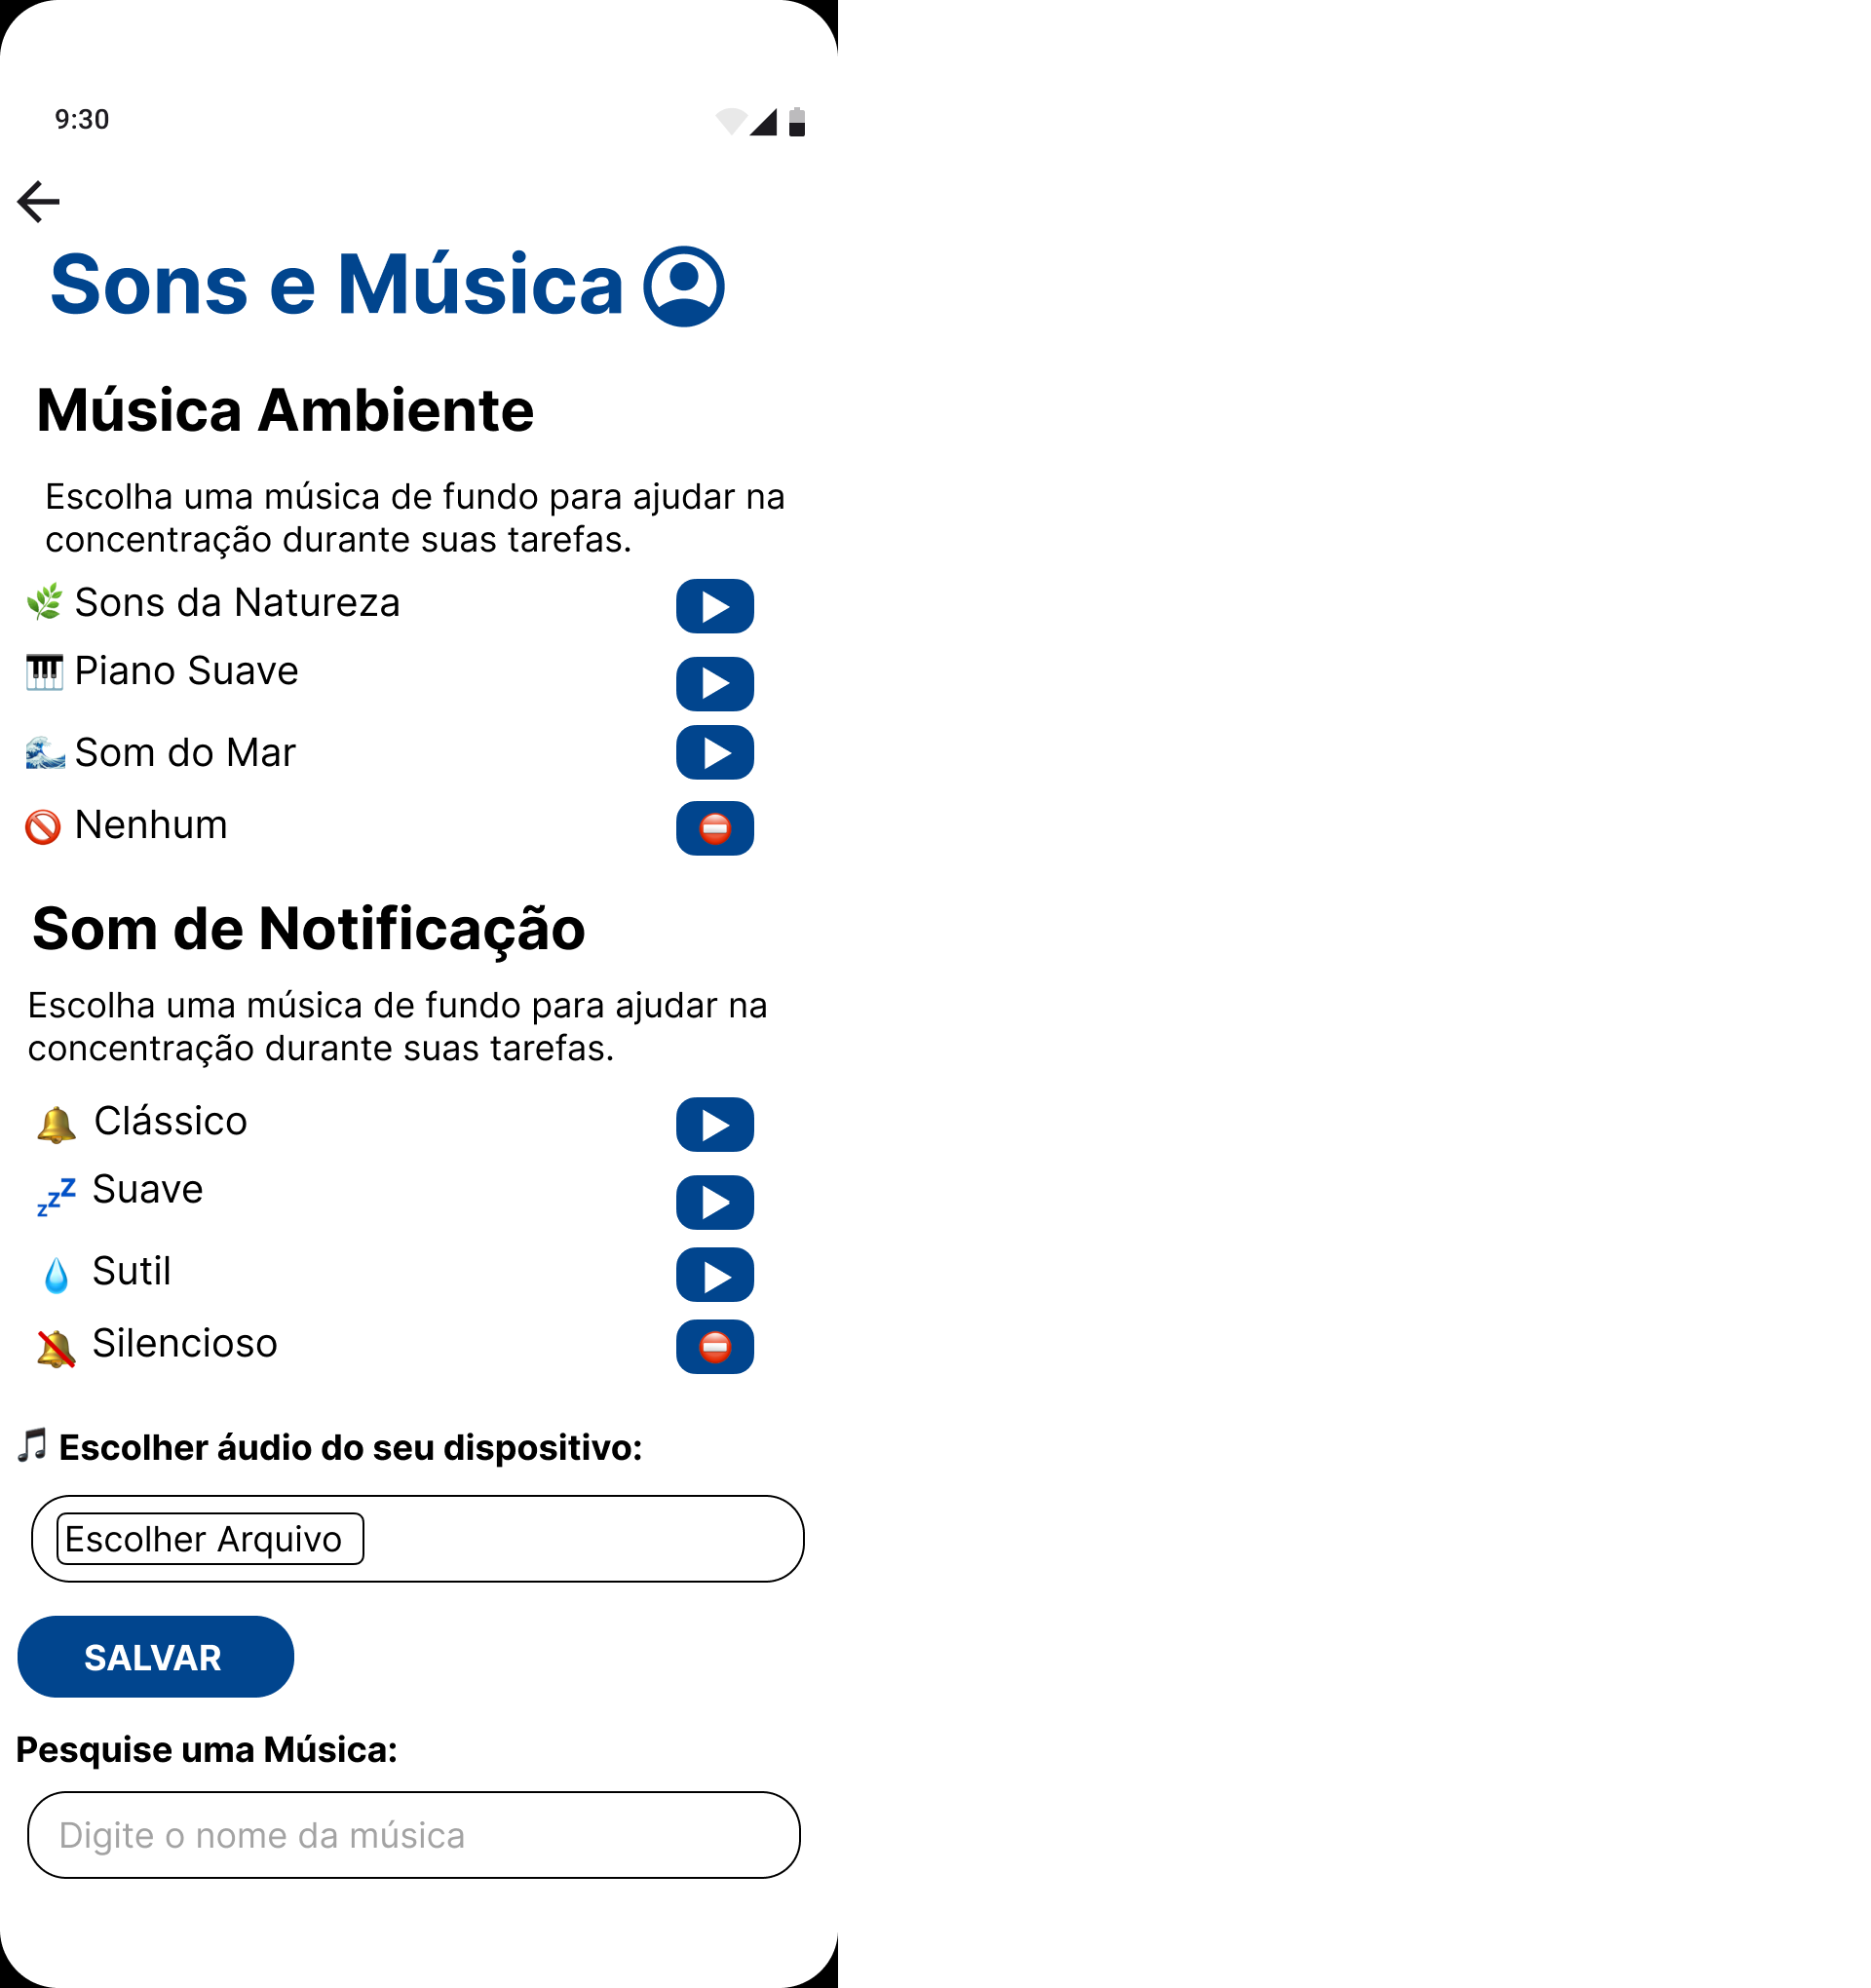 9:30
Sons e Música
Música Ambiente
Escolha uma música de fundo para ajudar na
concentração durante suas tarefas.
Sons da Natureza
Piano Suave
Som do Mar
Nenhum
Som de Notificação
Escolha uma música de fundo para ajudar na
concentração durante suas tarefas.
Clássico
Suave
Sutil
Silencioso
Escolher áudio do seu dispositivo:
Escolher Arquivo
SALVAR
Pesquise uma Música:
Digite o nome da música